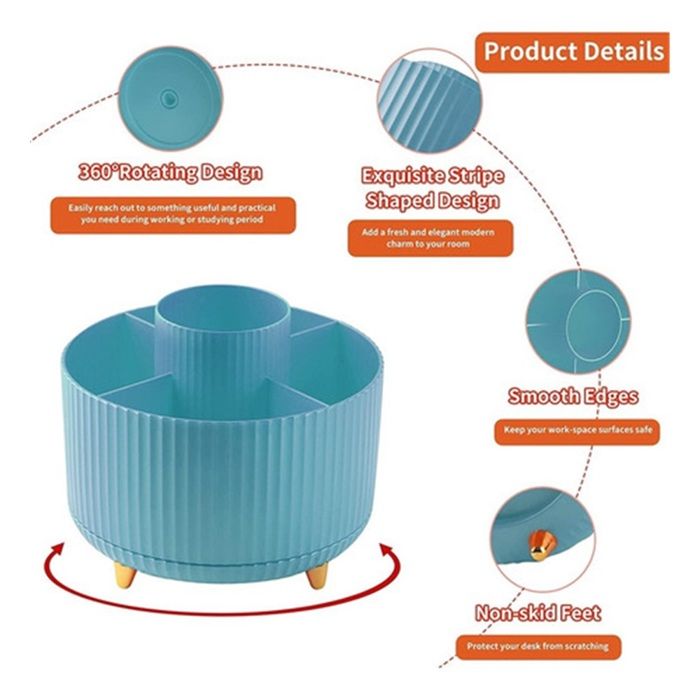 Product Details
360°Rotating Design
Easily reach out to something useful and practical
you need during working or studying period
Exquisite Stripe
Shaped Design
Add a fresh and elegant modern
charm to your room
Smooth Edges
Keep your work-space surfaces safe
Non-skid Feet
Protect your desk from scratching